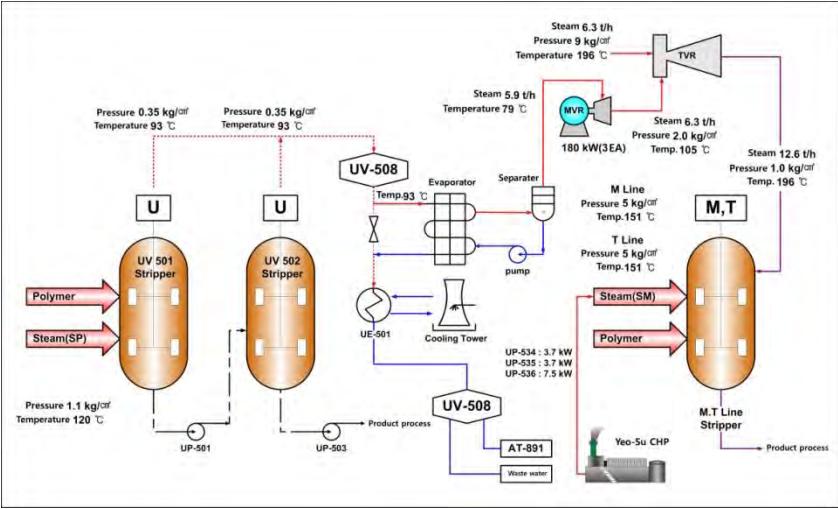 Steam 6.3 t/h
Pressure 9 kg/㎠
Temperature 196 ℃
TVR
Steam 5.9 t/h
Temperature 79 ℃
MVR
180 kW(3EA)
Steam 6.3 t/h
Pressure 2.0 kg/㎠
Temp.105 ℃
Steam 12.6 t/h
Pressure 1.0 kg/㎠
Temp. 196 ℃
Pressure 0.35 kg/㎠
Temperature 93 ℃
Pressure 0.35 kg/㎠
Temperature 93 ℃
UV-508
Temp.93 ℃
Evaporator
Separater
pump
M Line
Pressure 5 kg/㎠
Temp.151 ℃
T Line
Pressure 5 kg/㎠
Temp.151 ℃
U
U
M,T
UV 501
Stripper
UV 502
Stripper
Polymer
Steam(SP)
Pressure 1.1 kg/㎠
Temperature 120 ℃
UP-501
UP-503
Product process
UE-501
Cooling Tower
UV-508
AT-891
Waste water
Steam(SM)
Polymer
UP-534 : 3.7 kW
UP-535 : 3.7 kW
UP-536 : 7.5 kW
Yeo-Su CHP
M.T Line
Stripper
Product process